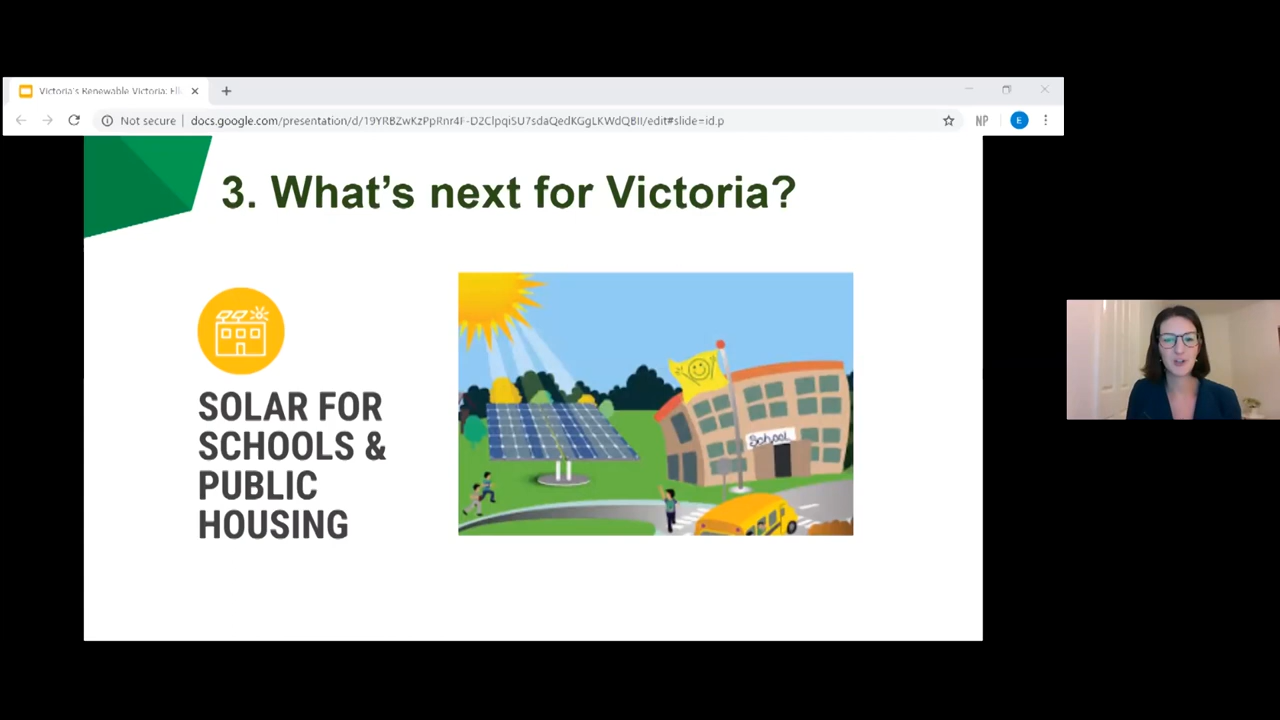 Victoria's Renewable Victoria: Elle
Not secure
docs.google.com/presentation/d/19YRBZwKzPpRnr4F-D2ClpqiSU7sdaQedKGgLKWdQBII/edit#slide=id.p
NP
E
3. What's next for Victoria?
SOLAR FOR
SCHOOLS &
PUBLIC
HOUSING
School